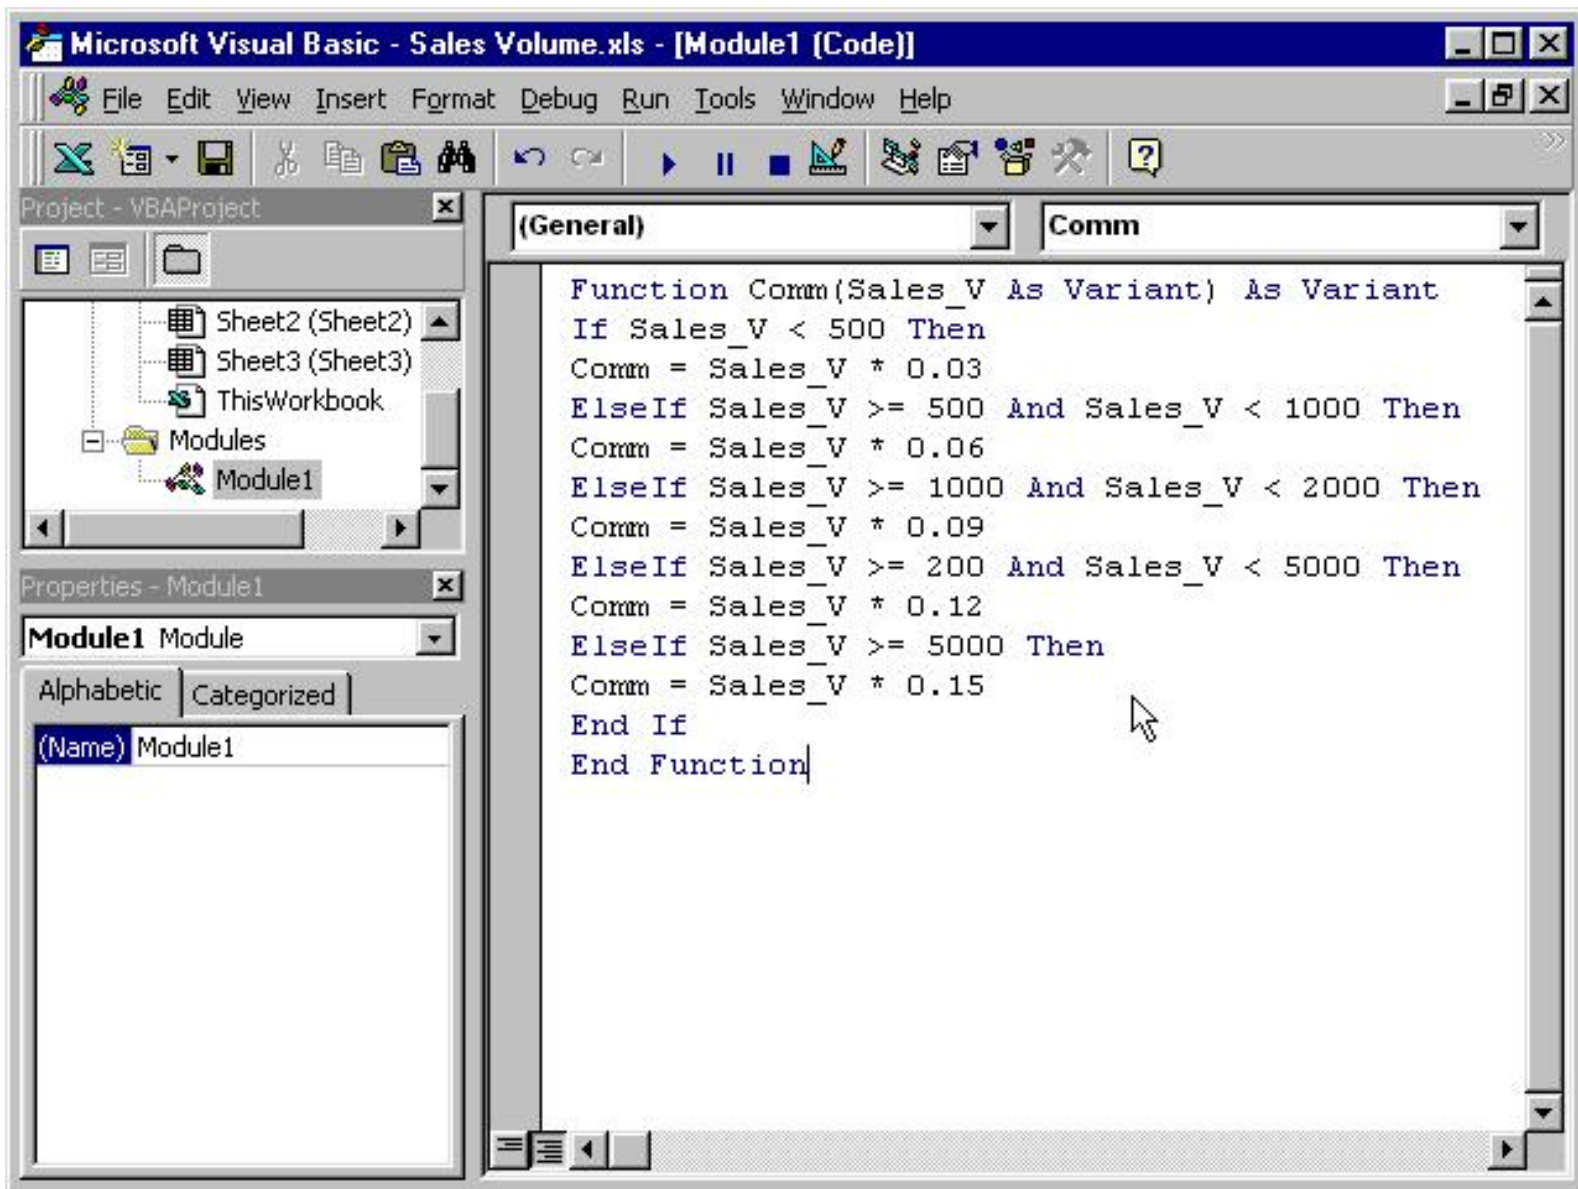 Microsoft Visual Basic - Sales Volume.xls - [Module1 (Code)]
File Edit View Insert Format Debug Run Tools Window Help
Project - VBAProject
Sheet2 (Sheet2)
Sheet3 (Sheet3)
ThisWorkbook
Modules
Module1
Properties - Module1
Module1 Module
Alphabetic Categorized
(Name) Module1
(General) Comm
Function Comm(Sales_V As Variant) As Variant
If Sales_V < 500 Then
Comm = Sales_V * 0.03
ElseIf Sales_V >= 500 And Sales_V < 1000 Then
Comm = Sales_V * 0.06
ElseIf Sales_V >= 1000 And Sales_V < 2000 Then
Comm = Sales_V * 0.09
ElseIf Sales_V >= 200 And Sales_V < 5000 Then
Comm = Sales_V * 0.12
ElseIf Sales_V >= 5000 Then
Comm = Sales_V * 0.15
End If
End Function